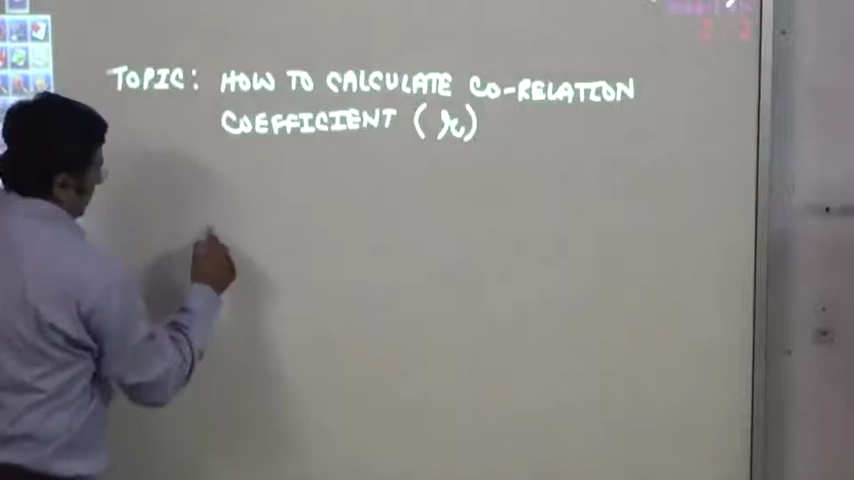 TOPIC: HOW TO CALCULATE CO-RELATION
COEFFICIENT (r)